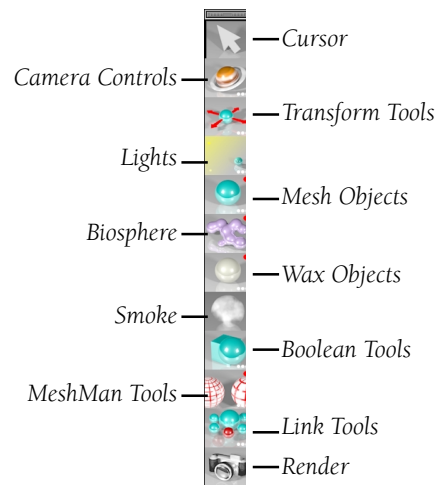 Cursor
Camera Controls
Transform Tools
Lights
Mesh Objects
Biosphere
Wax Objects
Smoke
Boolean Tools
MeshMan Tools
Link Tools
Render